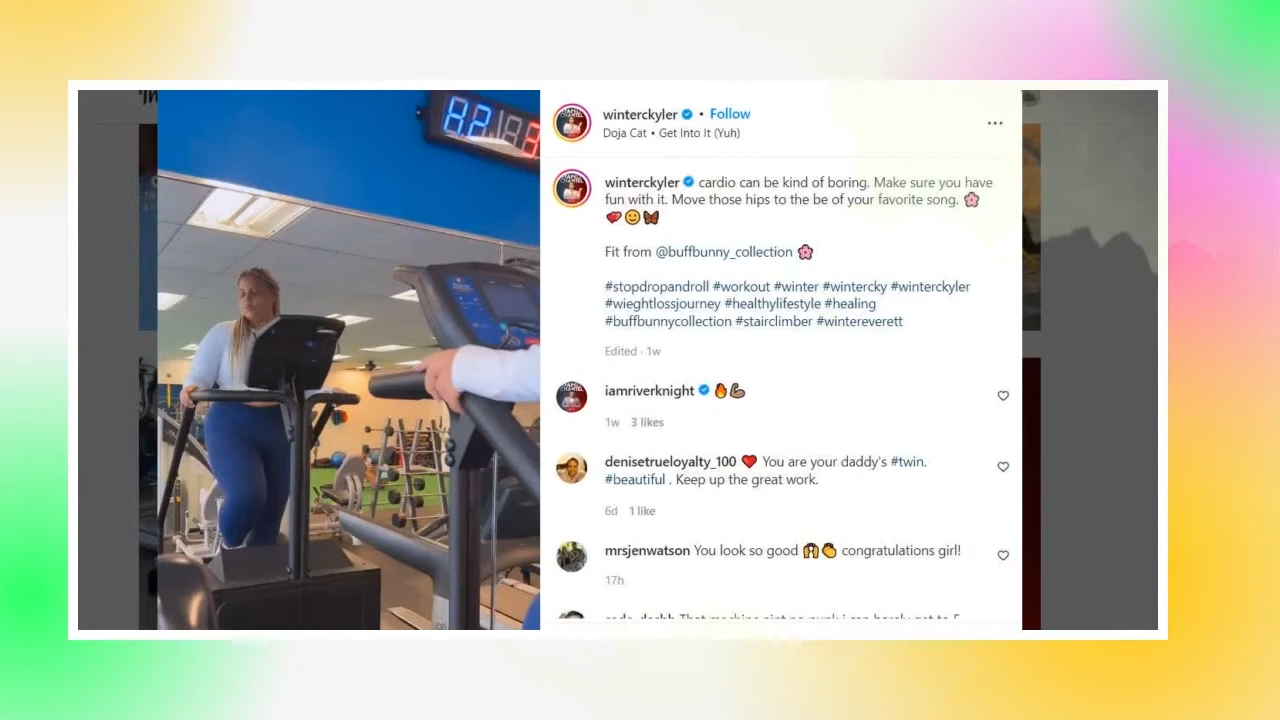 winterckyler • Follow
Doja Cat • Get Into It (Yuh)
winterckyler cardio can be kind of boring. Make sure you have
fun with it. Move those hips to the be of your favorite song. 🌸
💕🙂🦋
Fit from @buffbunny_collection 🌸
#stopdropandroll #workout #winter #wintercky #winterckyler
#wieghtlossjourney #healthylifestyle #healing
#buffbunnycollection #stairclimber #wintereverett
Edited · 1w
iamriverknight 🔥💪
1w 3 likes
denisetrueloyalty_100 ❤️ You are your daddy's #twin.
#beautiful . Keep up the great work.
6d 1 like
mrsjenwatson You look so good 🙌👏 congratulations girl!
17h